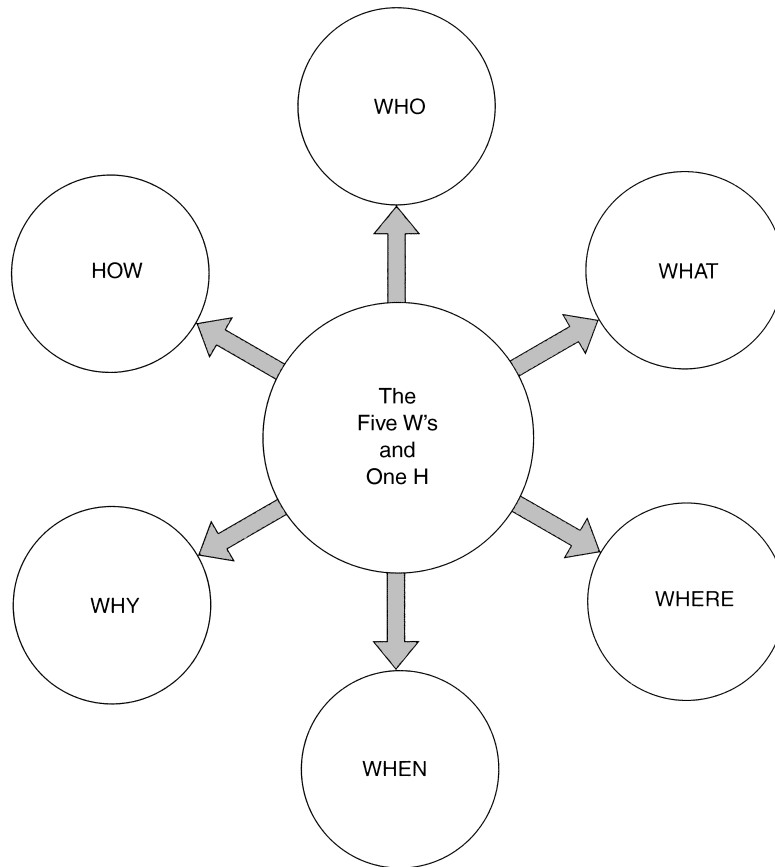 WHO
HOW
WHAT
The
Five W’s
and
One H
WHY
WHERE
WHEN